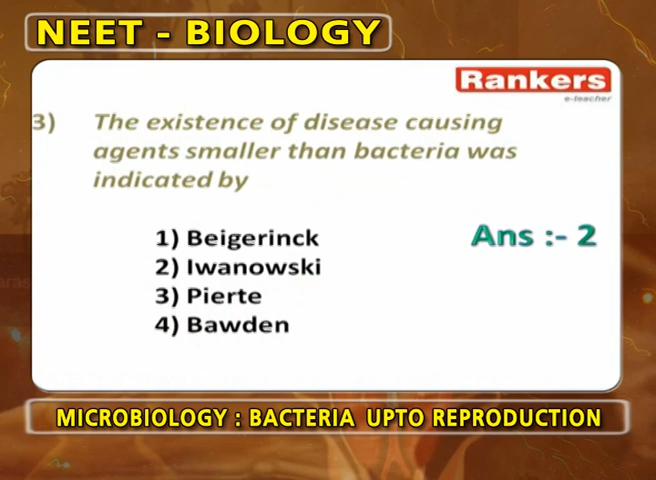 NEET - BIOLOGY
Rankers
e-teacher
3) The existence of disease causing
agents smaller than bacteria was
indicated by
1) Beigerinck
Ans :- 2
2) Iwanowski
3) Pierte
4) Bawden
MICROBIOLOGY : BACTERIA UPTO REPRODUCTION